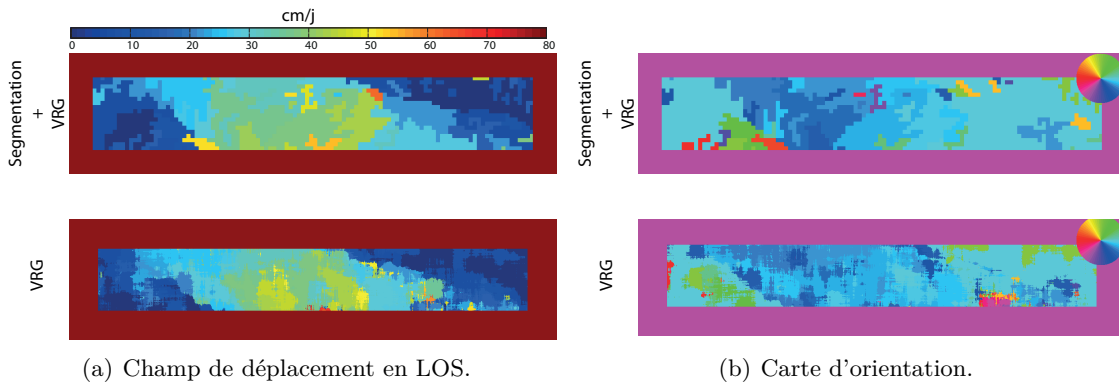 cm/j
0 10 20 30 40 50 60 70 80
Segmentation
+
VRG
Segmentation
+
VRG
VRG
VRG
(a) Champ de déplacement en LOS.
(b) Carte d'orientation.